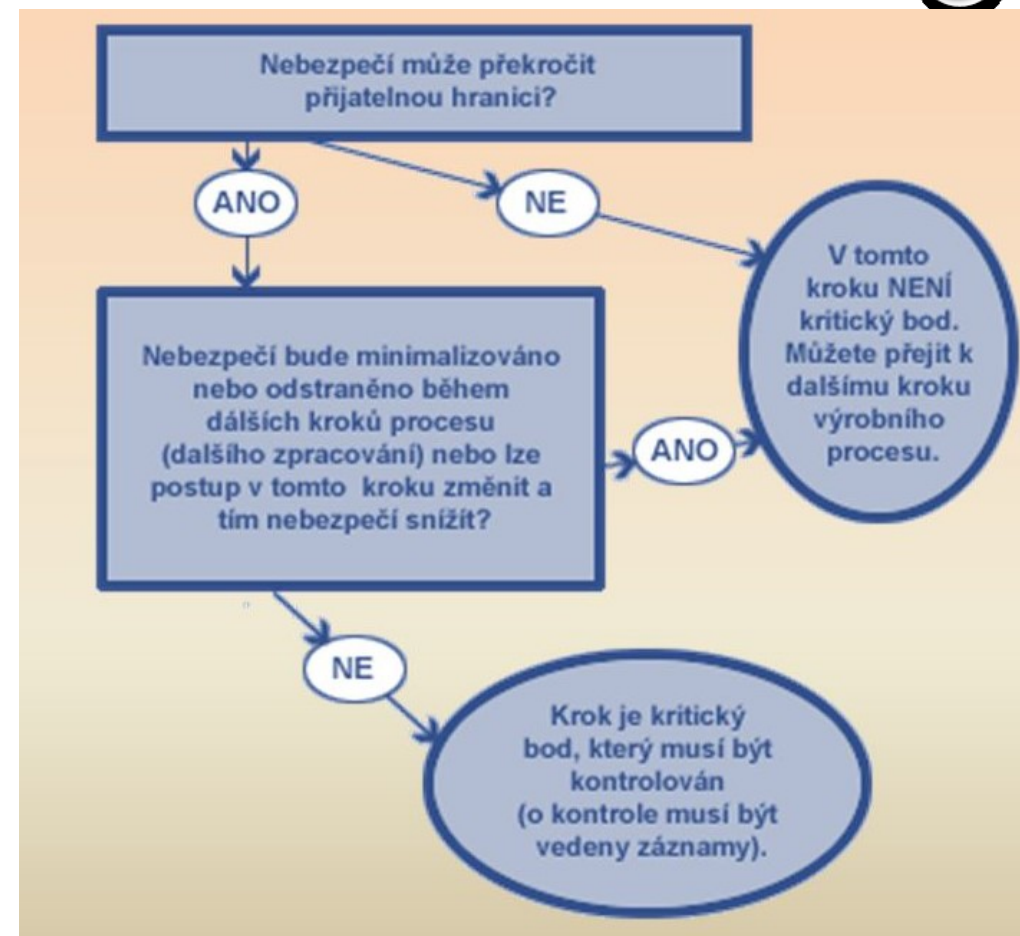 Nebezpečí může překročit
přijatelnou hranici?
ANO
NE
V tomto
kroku NENÍ
kritický bod.
Můžete přejit k
dalšímu kroku
výrobního
procesu.
Nebezpečí bude minimalizováno
nebo odstraněno během
dálších kroků procesu
(dalšího zpracování) nebo lze
postup v tomto kroku změnit a
tím nebezpečí snížít?
ANO
NE
Krok je kritický
bod, který musí být
kontrolován
(o kontrole musí být
vedeny záznamy).